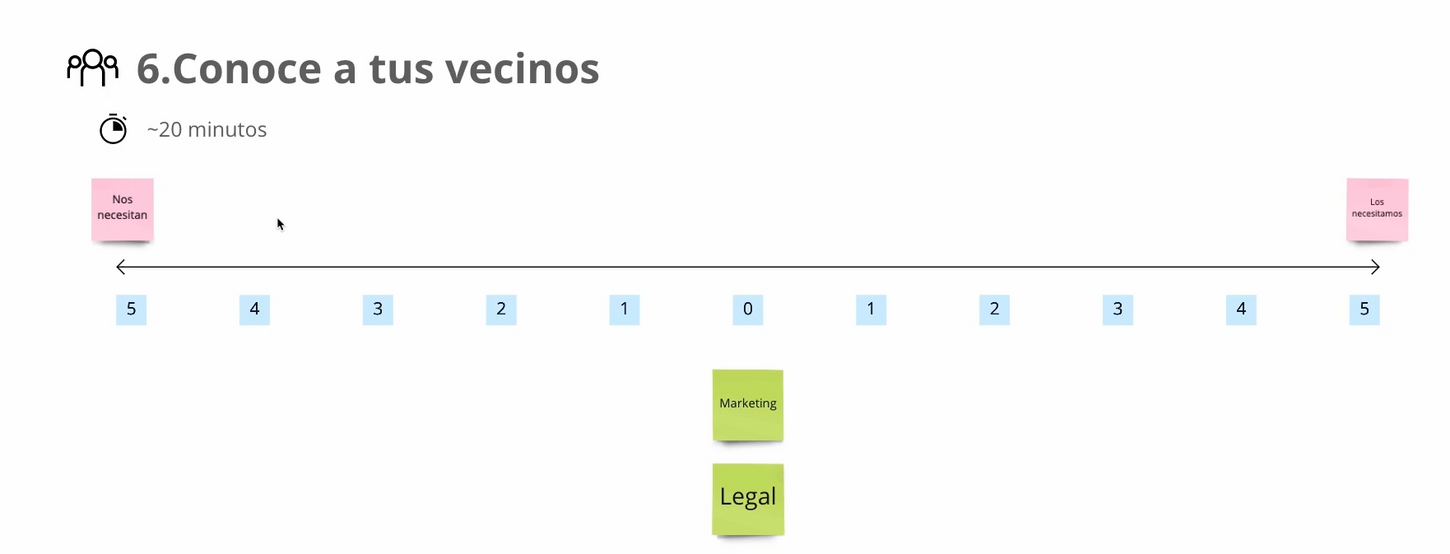 6.Conoce a tus vecinos
~20 minutos
Nos
necesitan
Los
necesitamos
5 4 3 2 1 0 1 2 3 4 5
Marketing
Legal